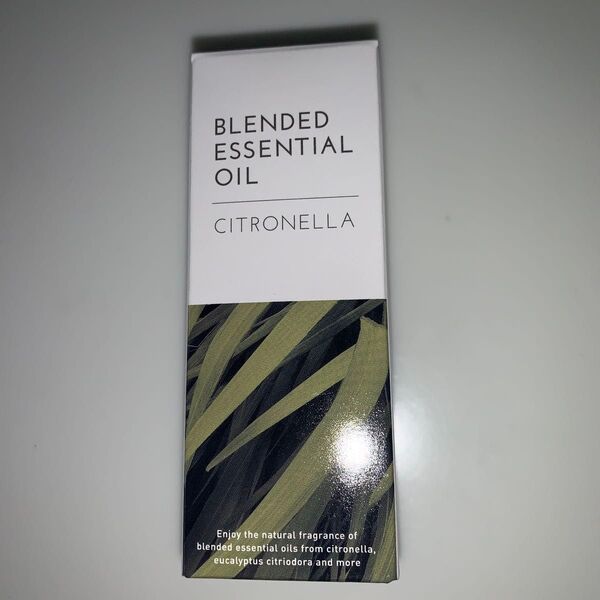 BLENDED
ESSENTIAL
OIL
CITRONELLA
Enjoy the natural fragrance of
blended essential oils from citronella,
eucalyptus citriodora and more